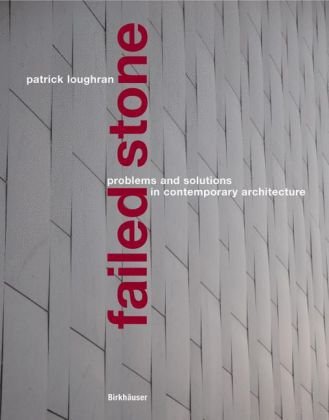 patrick loughran
failed stone
problems and solutions
in contemporary architecture
Birkhäuser